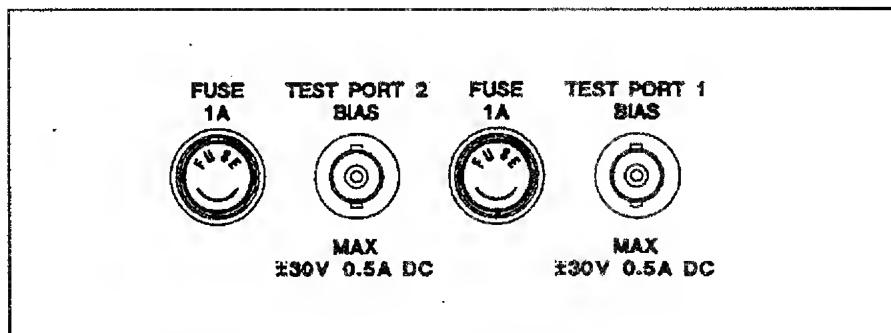 FUSE TEST PORT 2 FUSE TEST PORT 1
1A BIAS 1A BIAS
FUSE FUSE
MAX MAX
±30V 0.5A DC ±30V 0.5A DC